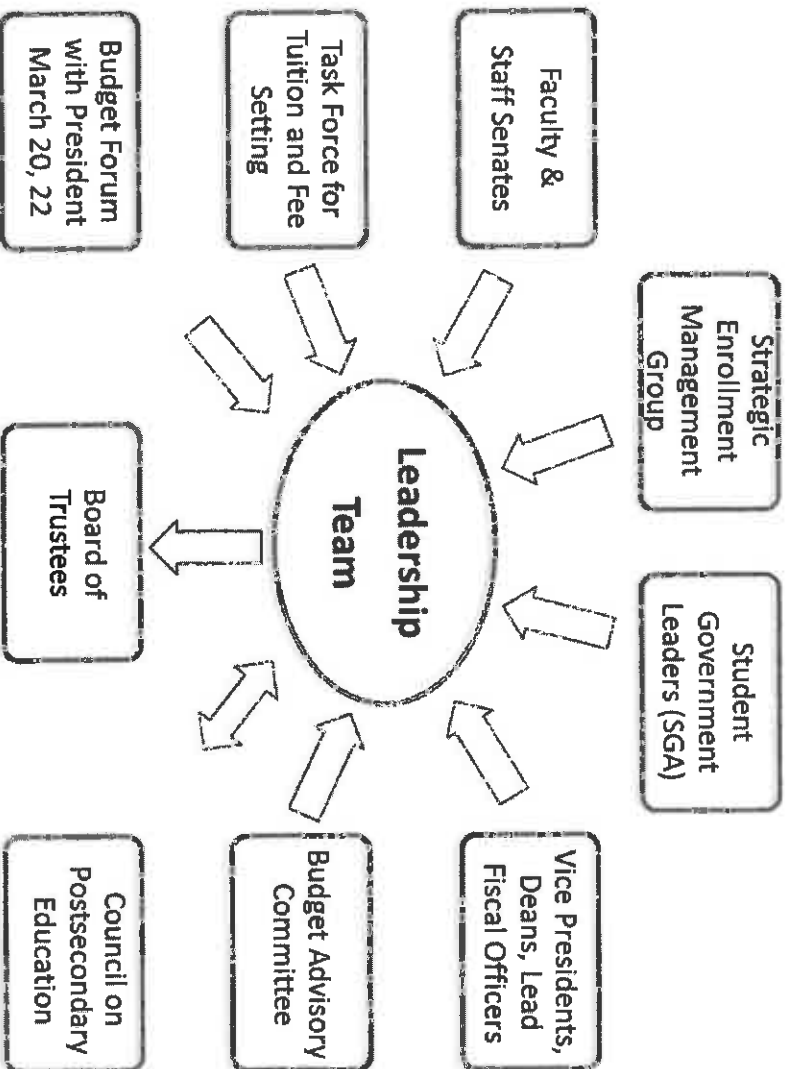 Strategic
Enrollment
Management
Group
Student
Government
Leaders (SGA)
Faculty &
Staff Senates
Vice Presidents,
Deans, Lead
Fiscal Officers
Leadership
Team
Task Force for
Tuition and Fee
Setting
Budget Advisory
Committee
Budget Forum
with President
March 20, 22
Board of
Trustees
Council on
Postsecondary
Education